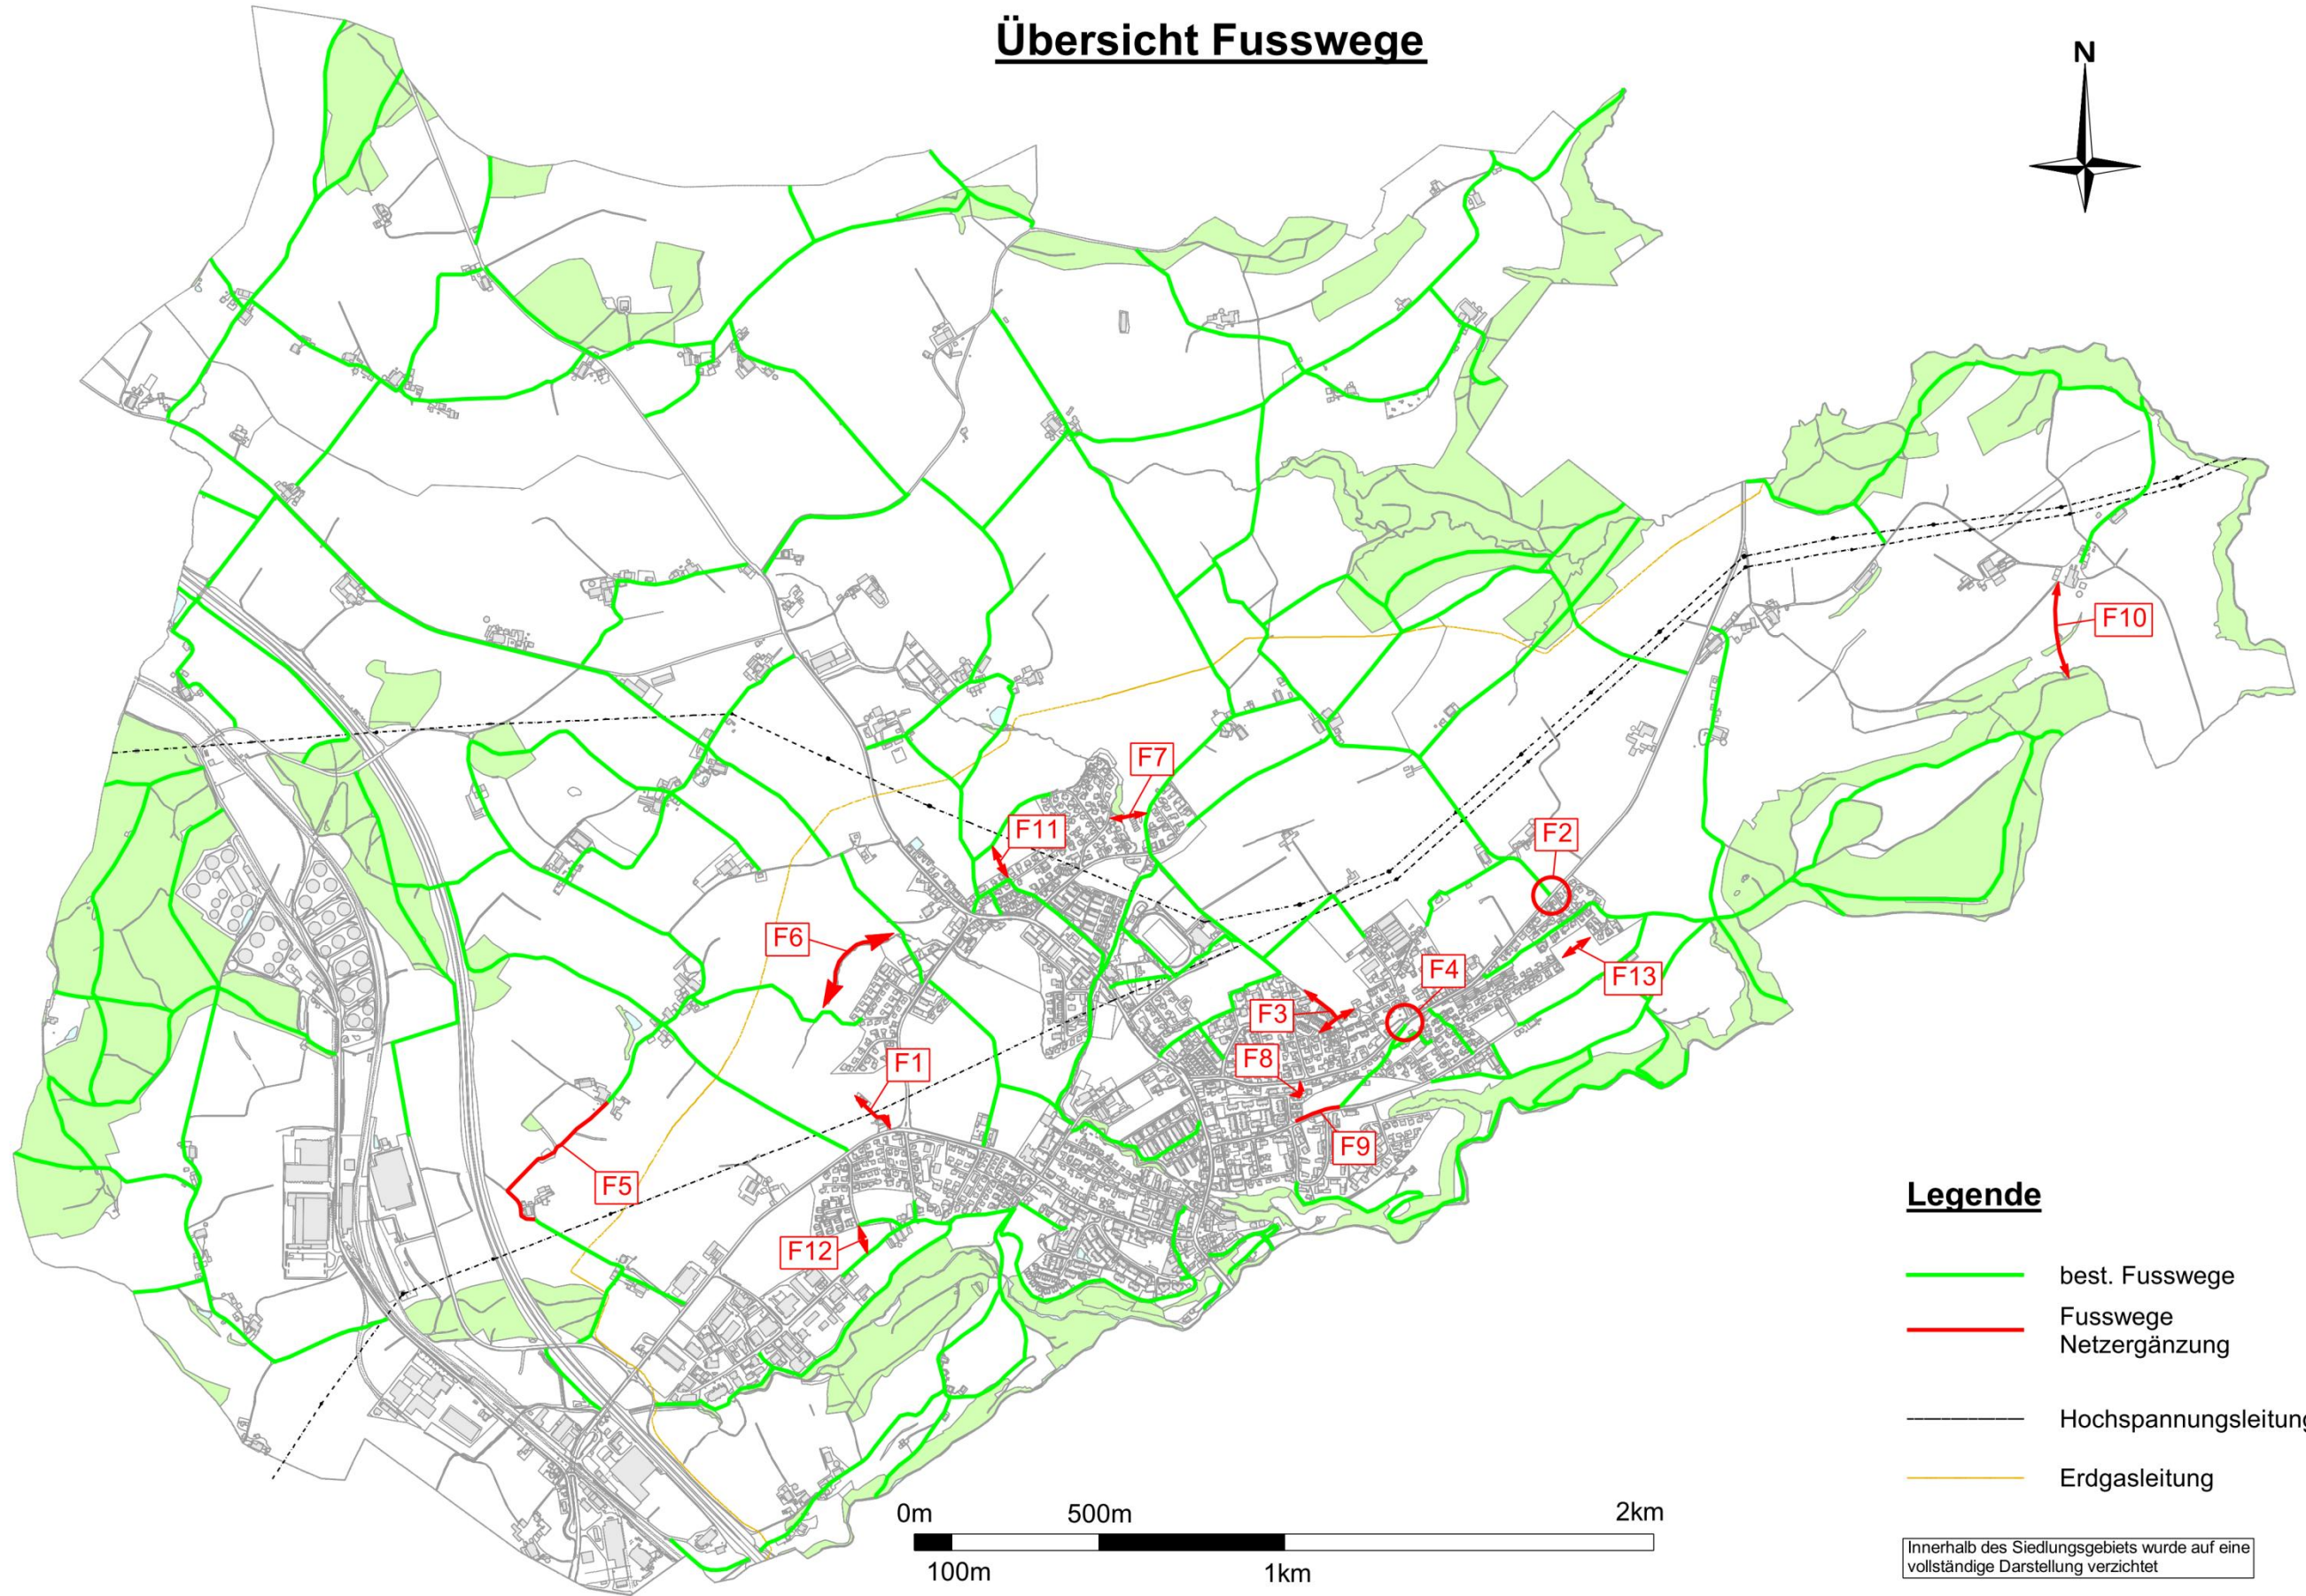 Übersicht Fusswege
N
F10
F7
F11
F2
F6
F4
F13
F3
F8
F1
F9
F5
F12
Legende
best. Fusswege
Fusswege
Netzergänzung
Hochspannungsleitung
Erdgasleitung
0m 500m 2km
100m 1km
Innerhalb des Siedlungsgebiets wurde auf eine
vollständige Darstellung verzichtet